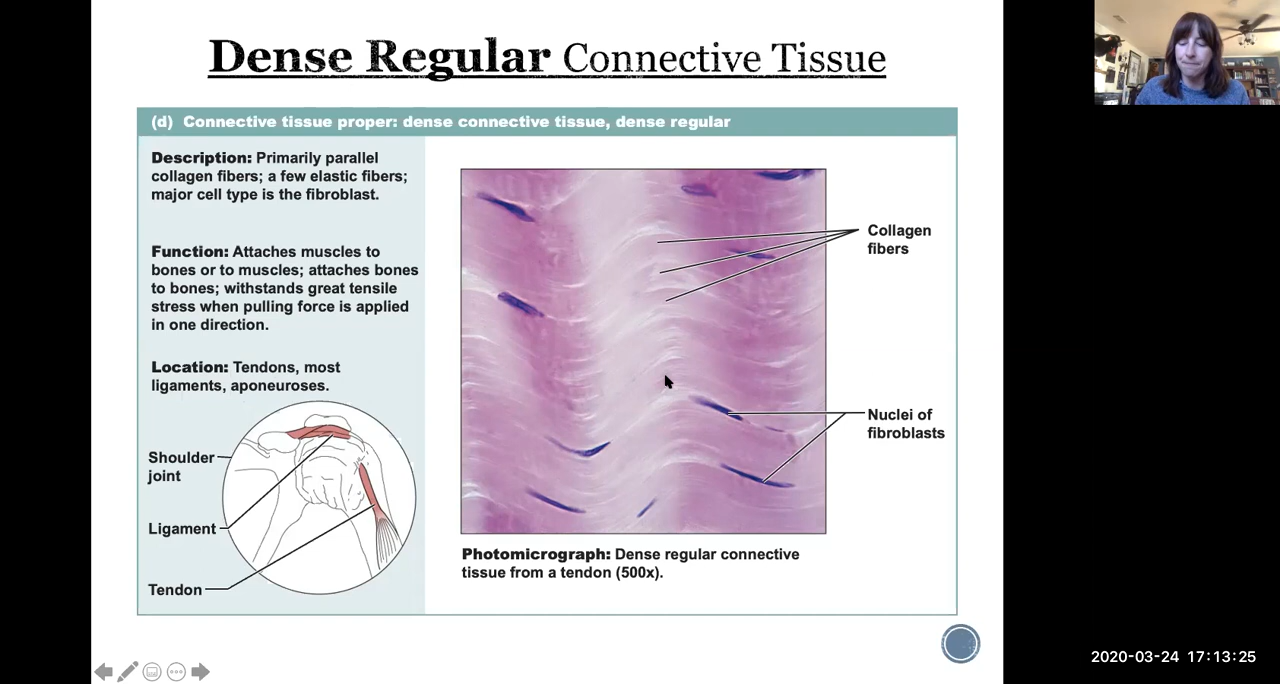 Dense Regular Connective Tissue
(d) Connective tissue proper: dense connective tissue, dense regular
Description: Primarily parallel
collagen fibers; a few elastic fibers;
major cell type is the fibroblast.
Function: Attaches muscles to
bones or to muscles; attaches bones
to bones; withstands great tensile
stress when pulling force is applied
in one direction.
Location: Tendons, most
ligaments, aponeuroses.
Shoulder
joint
Ligament
Tendon
Collagen
fibers
Nuclei of
fibroblasts
Photomicrograph: Dense regular connective
tissue from a tendon (500x).
2020-03-24 17:13:25